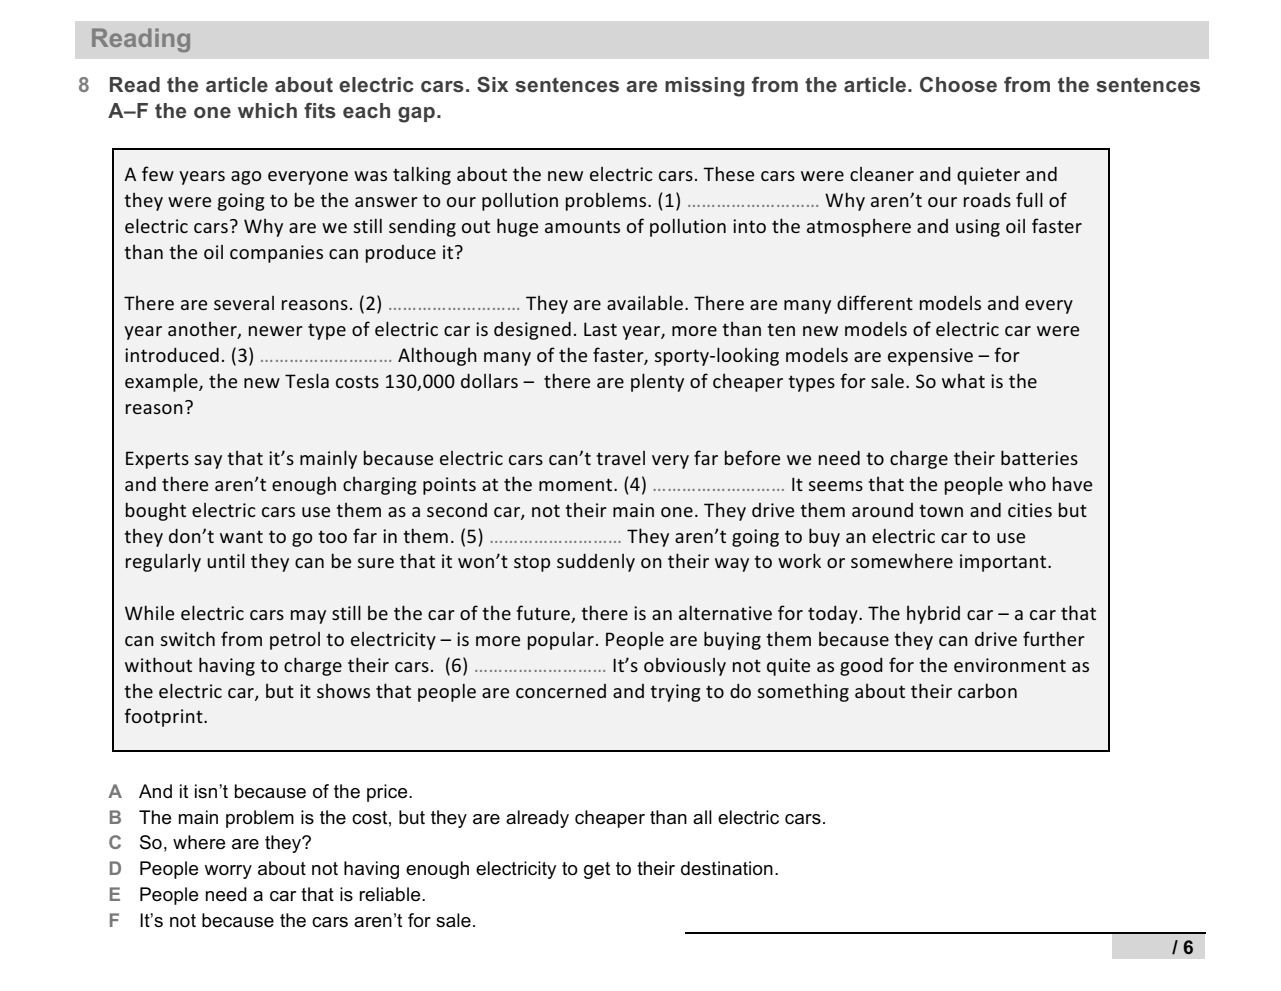 Reading
8 Read the article about electric cars. Six sentences are missing from the article. Choose from the sentences
A–F the one which fits each gap.
A few years ago everyone was talking about the new electric cars. These cars were cleaner and quieter and
they were going to be the answer to our pollution problems. (1) ............................ Why aren't our roads full of
electric cars? Why are we still sending out huge amounts of pollution into the atmosphere and using oil faster
than the oil companies can produce it?
There are several reasons. (2) ............................ They are available. There are many different models and every
year another, newer type of electric car is designed. Last year, more than ten new models of electric car were
introduced. (3) ............................ Although many of the faster, sporty-looking models are expensive – for
example, the new Tesla costs 130,000 dollars – there are plenty of cheaper types for sale. So what is the
reason?
Experts say that it's mainly because electric cars can't travel very far before we need to charge their batteries
and there aren't enough charging points at the moment. (4) ............................ It seems that the people who have
bought electric cars use them as a second car, not their main one. They drive them around town and cities but
they don't want to go too far in them. (5) ............................ They aren't going to buy an electric car to use
regularly until they can be sure that it won't stop suddenly on their way to work or somewhere important.
While electric cars may still be the car of the future, there is an alternative for today. The hybrid car – a car that
can switch from petrol to electricity – is more popular. People are buying them because they can drive further
without having to charge their cars. (6) ............................ It's obviously not quite as good for the environment as
the electric car, but it shows that people are concerned and trying to do something about their carbon
footprint.
A And it isn't because of the price.
B The main problem is the cost, but they are already cheaper than all electric cars.
C So, where are they?
D People worry about not having enough electricity to get to their destination.
E People need a car that is reliable.
F It's not because the cars aren't for sale.
/ 6